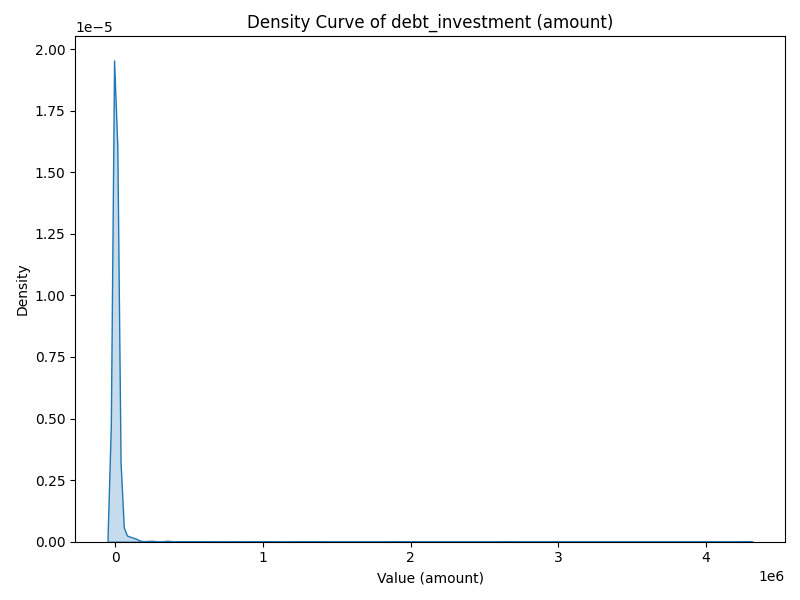 Density Curve of debt_investment (amount)
1e−5
2.00
1.75
1.50
1.25
1.00
0.75
0.50
0.25
0.00
Density
0 1 2 3 4
1e6
Value (amount)